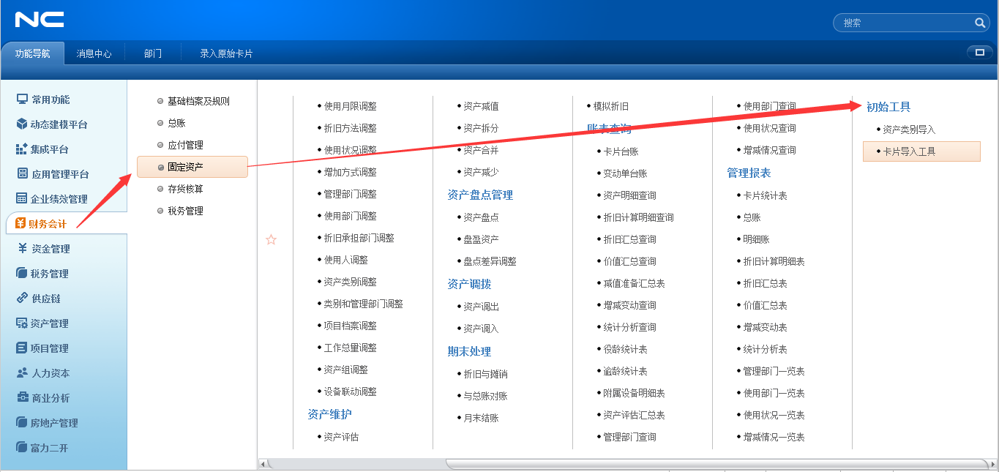 NC
搜索
功能导航
消息中心
部门
录入原始卡片
常用功能
动态建模平台
集成平台
应用管理平台
企业绩效管理
财务会计
资金管理
税务管理
供应链
资产管理
项目管理
人力资本
商业分析
房地产管理
富力二开
基础档案及规则
总账
应付管理
固定资产
存货核算
税务管理
使用月限调整
折旧方法调整
使用状况调整
增加方式调整
管理部门调整
使用部门调整
折旧承担部门调整
使用人调整
资产类别调整
类别和管理部门调整
项目档案调整
工作总量调整
资产组调整
设备联动调整
资产维护
资产评估
资产减值
资产拆分
资产合并
资产减少
资产盘点管理
资产盘点
盘盈资产
盘点差异调整
资产调拨
资产调出
资产调入
期末处理
折旧与摊销
与总账对账
月末结账
模拟折旧
账表查询
卡片台账
变动单台账
资产明细查询
折旧计算明细查询
折旧汇总查询
价值汇总查询
减值准备汇总表
增减变动查询
统计分析查询
役龄统计表
逾龄统计表
附属设备明细表
资产评估汇总表
管理部门查询
使用部门查询
使用状况查询
增减情况查询
管理报表
卡片统计表
总账
明细账
折旧计算明细表
折旧汇总表
价值汇总表
增减变动表
统计分析表
管理部门一览表
使用部门一览表
使用状况一览表
增减情况一览表
初始工具
资产类别导入
卡片导入工具